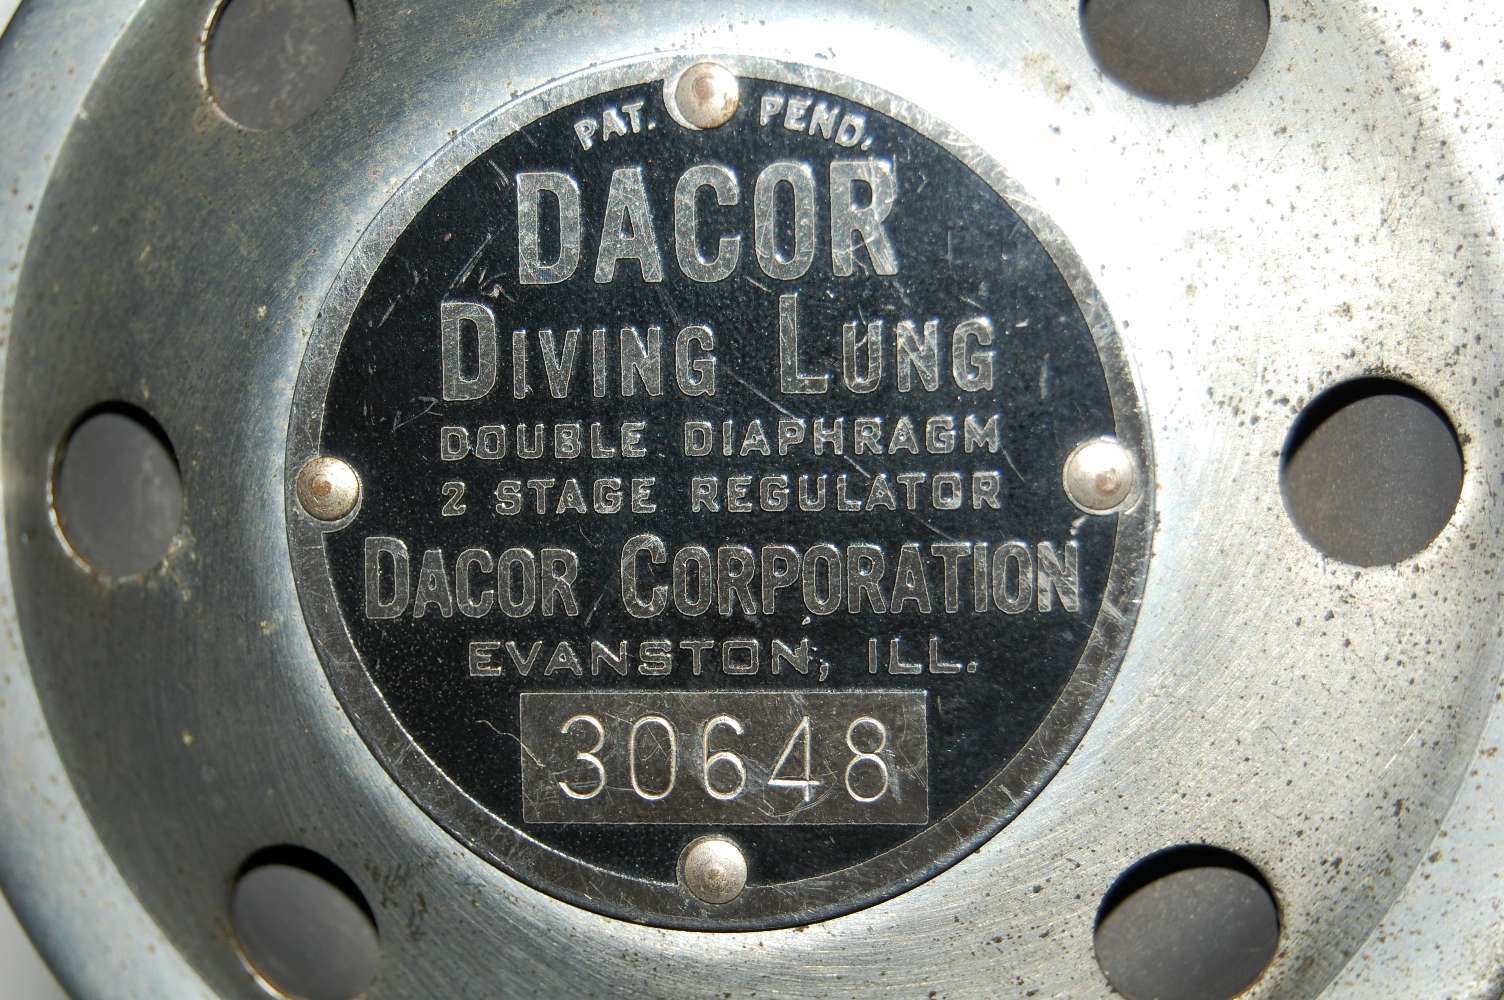 PAT. PEND.
DACOR
DIVING LUNG
DOUBLE DIAPHRAGM
2 STAGE REGULATOR
DACOR CORPORATION
EVANSTON, ILL.
30648